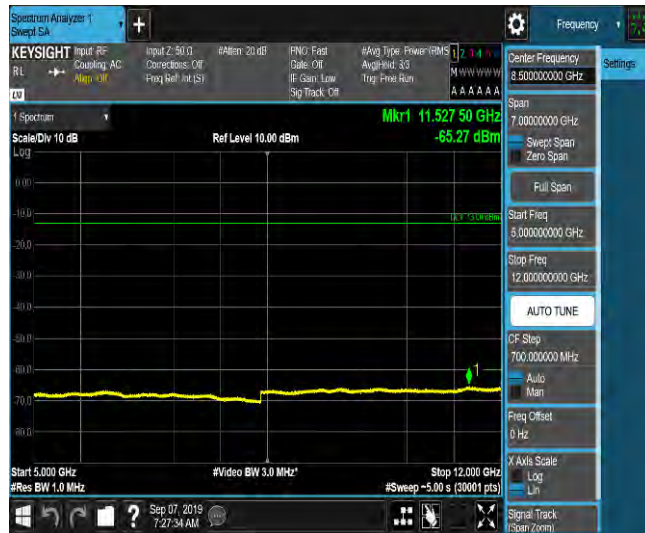 Spectrum Analyzer 1
Swept SA
+
Frequency
KEYSIGHT
Input: RF
Coupling: AC
Align: Off
Input Z: 50 Ω
Corrections: Off
Freq Ref: Int (S)
#Atten: 20 dB
PNO: Fast
Gate: Off
IF Gain: Low
Sig Track: Off
#Avg Type: Power (RMS
Avg|Hold: 3/3
Trig: Free Run
M W W W W W
A A A A A A
RL
LV
1 Spectrum
Scale/Div 10 dB
Log
Ref Level 10.00 dBm
Mkr1 11.527 50 GHz
-65.27 dBm
0.00
-10.0
-20.0
-30.0
-40.0
-50.0
-60.0
-70.0
-80.0
1
Start 5.000 GHz
#Res BW 1.0 MHz
#Video BW 3.0 MHz*
Stop 12.000 GHz
#Sweep ~5.00 s (30001 pts)
Sep 07, 2019
7:27:34 AM
?
Center Frequency
8.500000000 GHz
Settings
Span
7.00000000 GHz
Swept Span
Zero Span
Full Span
Start Freq
5.000000000 GHz
Stop Freq
12.000000000 GHz
AUTO TUNE
CF Step
700.000000 MHz
Auto
Man
Freq Offset
0 Hz
X Axis Scale
Log
Lin
Signal Track
(Span Zoom)